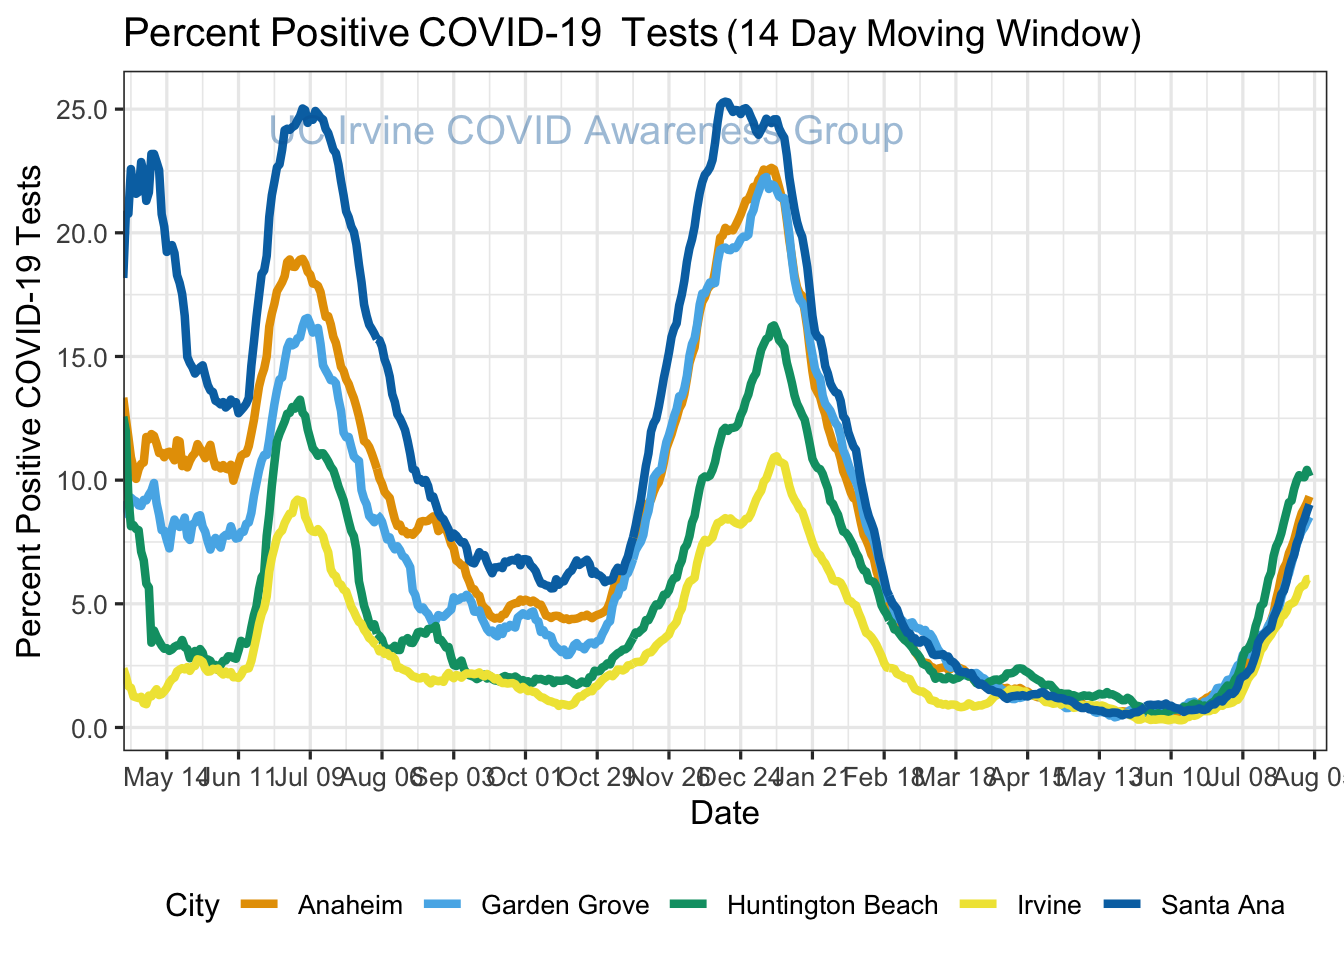 Percent Positive COVID-19  Tests (14 Day Moving Window)
UC Irvine COVID Awareness Group
Percent Positive COVID-19 Tests
25.0
20.0
15.0
10.0
5.0
0.0
May 14 Jun 11 Jul 09 Aug 06 Sep 03 Oct 01 Oct 29 Nov 26 Dec 24 Jan 21 Feb 18 Mar 18 Apr 15 May 13 Jun 10 Jul 08 Aug 0
Date
City Anaheim Garden Grove Huntington Beach Irvine Santa Ana